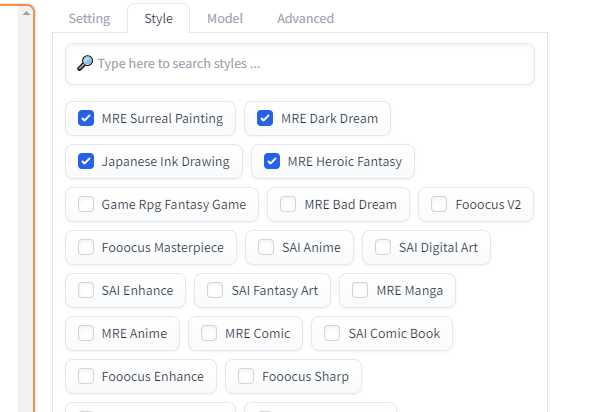 Setting Style Model Advanced
Type here to search styles ...
MRE Surreal Painting MRE Dark Dream
Japanese Ink Drawing MRE Heroic Fantasy
Game Rpg Fantasy Game MRE Bad Dream Fooocus V2
Fooocus Masterpiece SAI Anime SAI Digital Art
SAI Enhance SAI Fantasy Art MRE Manga
MRE Anime MRE Comic SAI Comic Book
Fooocus Enhance Fooocus Sharp